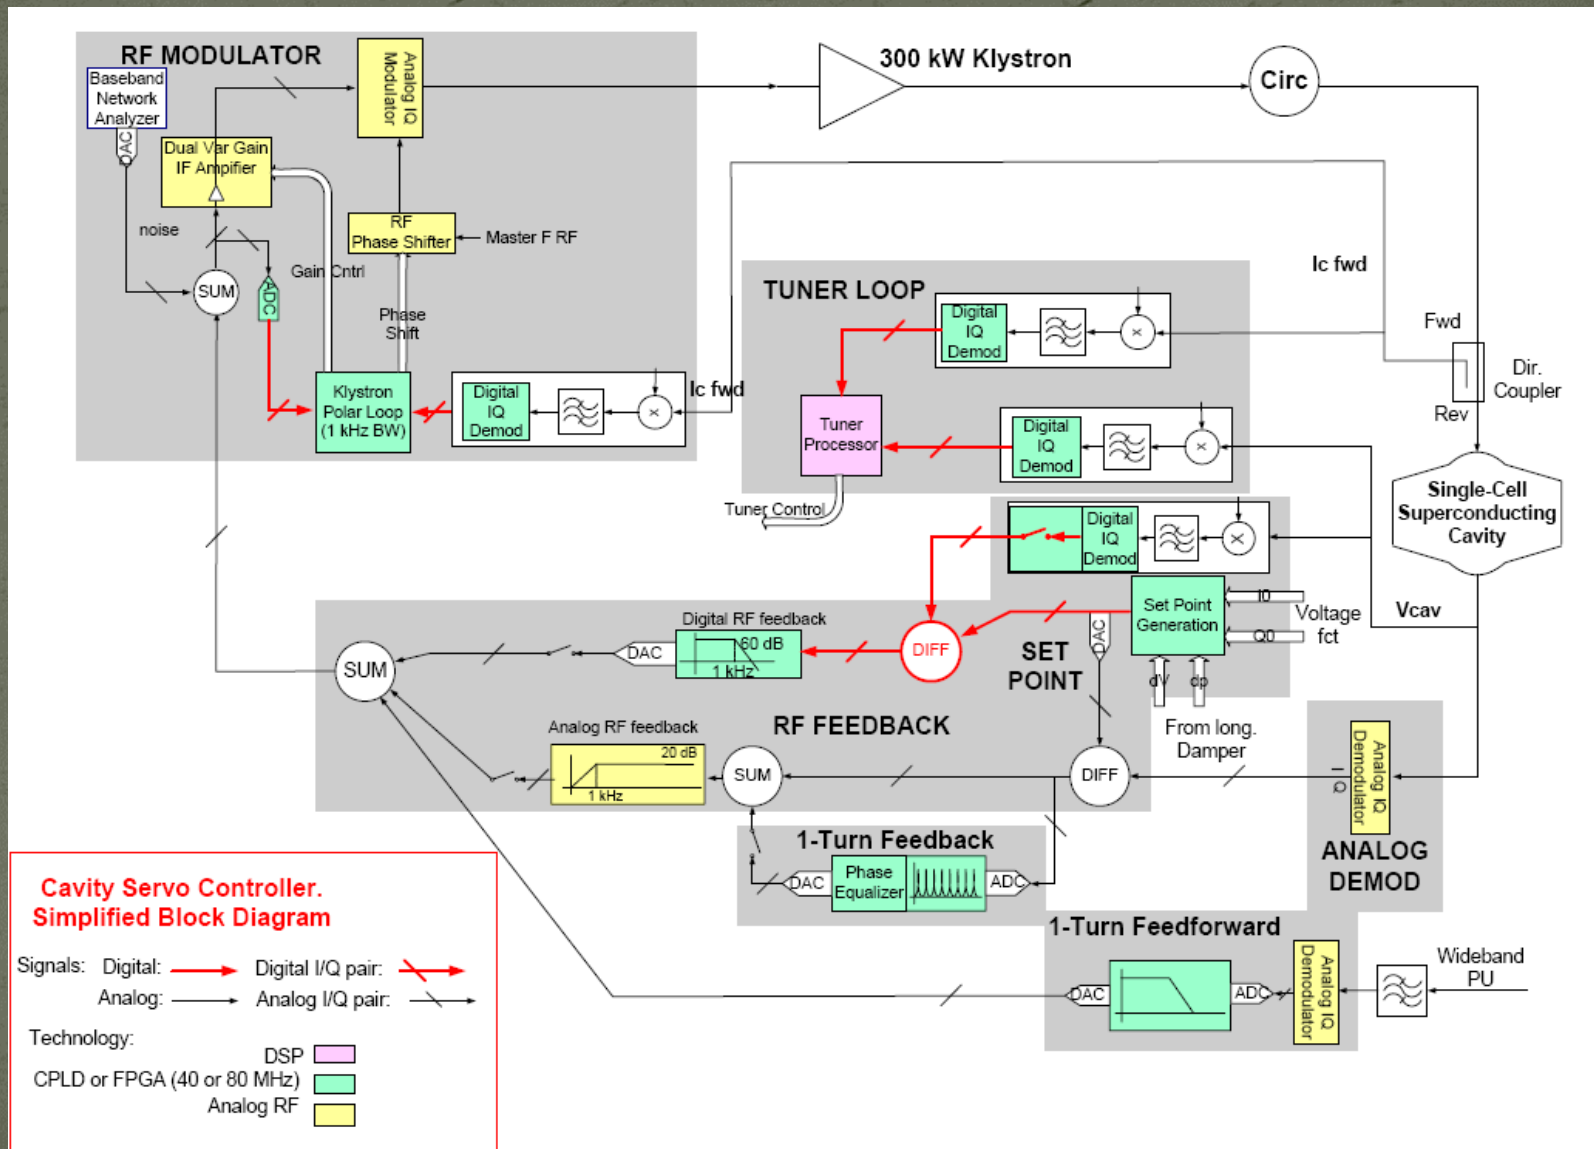 RF MODULATOR
Baseband
Network
Analyzer
DAC
Analog IQ
Modulator
300 kW Klystron
Circ
Dual Var Gain
IF Ampifier
noise
RF
Phase Shifter
Master F RF
Gain Cntrl
SUM
ADC
Phase
Shift
Klystron
Polar Loop
(1 kHz BW)
Digital
IQ
Demod
x
Ic fwd
Ic fwd
TUNER LOOP
Digital
IQ
Demod
x
Tuner
Processor
Digital
IQ
Demod
x
Tuner Control
Fwd
Dir.
Coupler
Rev
Single-Cell
Superconducting
Cavity
Digital
IQ
Demod
X
Set Point
Generation
I0
Q0
Voltage
fct
Vcav
dV
dp
From long.
Damper
DAC
SET
POINT
Digital RF feedback
60 dB
1 kHz
DAC
DIFF
SUM
RF FEEDBACK
Analog RF feedback
20 dB
1 kHz
SUM
DIFF
Analog IQ
Demodulator
I Q
ANALOG
DEMOD
1-Turn Feedback
DAC
Phase
Equalizer
ADC
1-Turn Feedforward
DAC
ADC
Analog IQ
Demodulator
Wideband
PU
Cavity Servo Controller.
Simplified Block Diagram
Signals: Digital:
Digital I/Q pair:
Analog:
Analog I/Q pair:
Technology:
DSP
CPLD or FPGA (40 or 80 MHz)
Analog RF